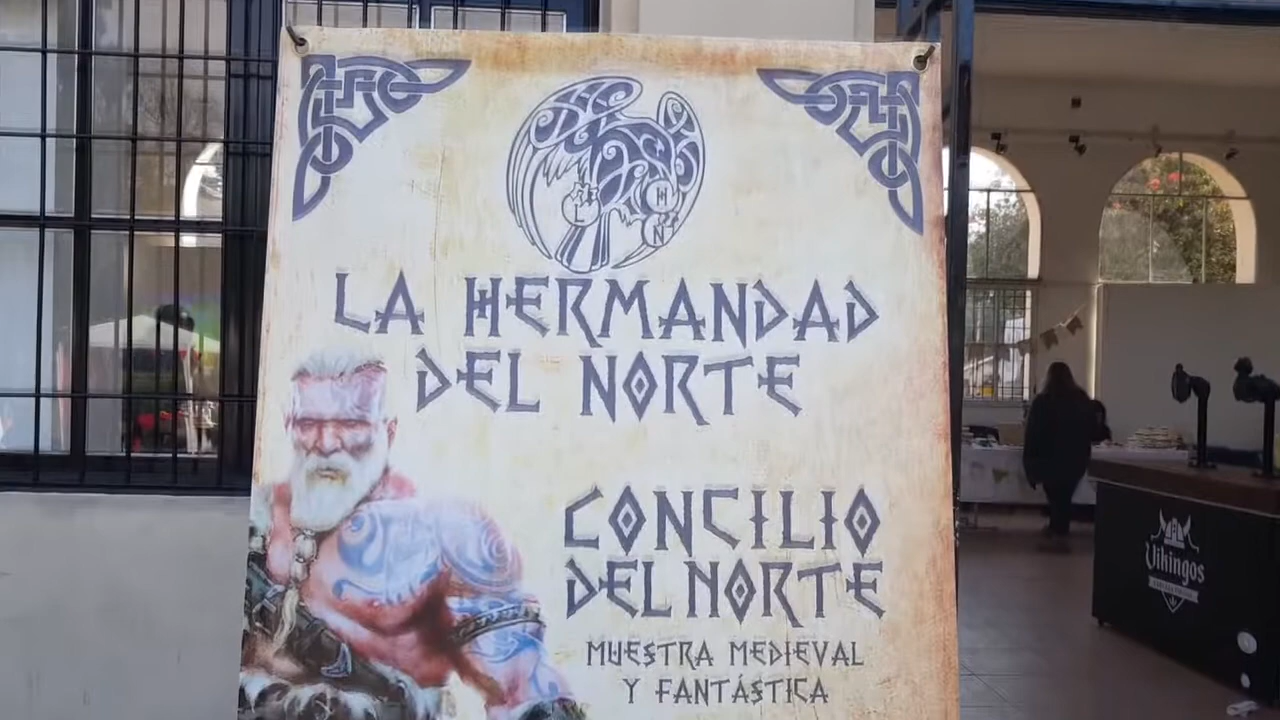 L
H
N
LA HERMANDAD
DEL NORTE
CONCILIO
DEL NORTE
MUESTRA MEDIEVAL
Y FANTÁSTICA
Vikingos